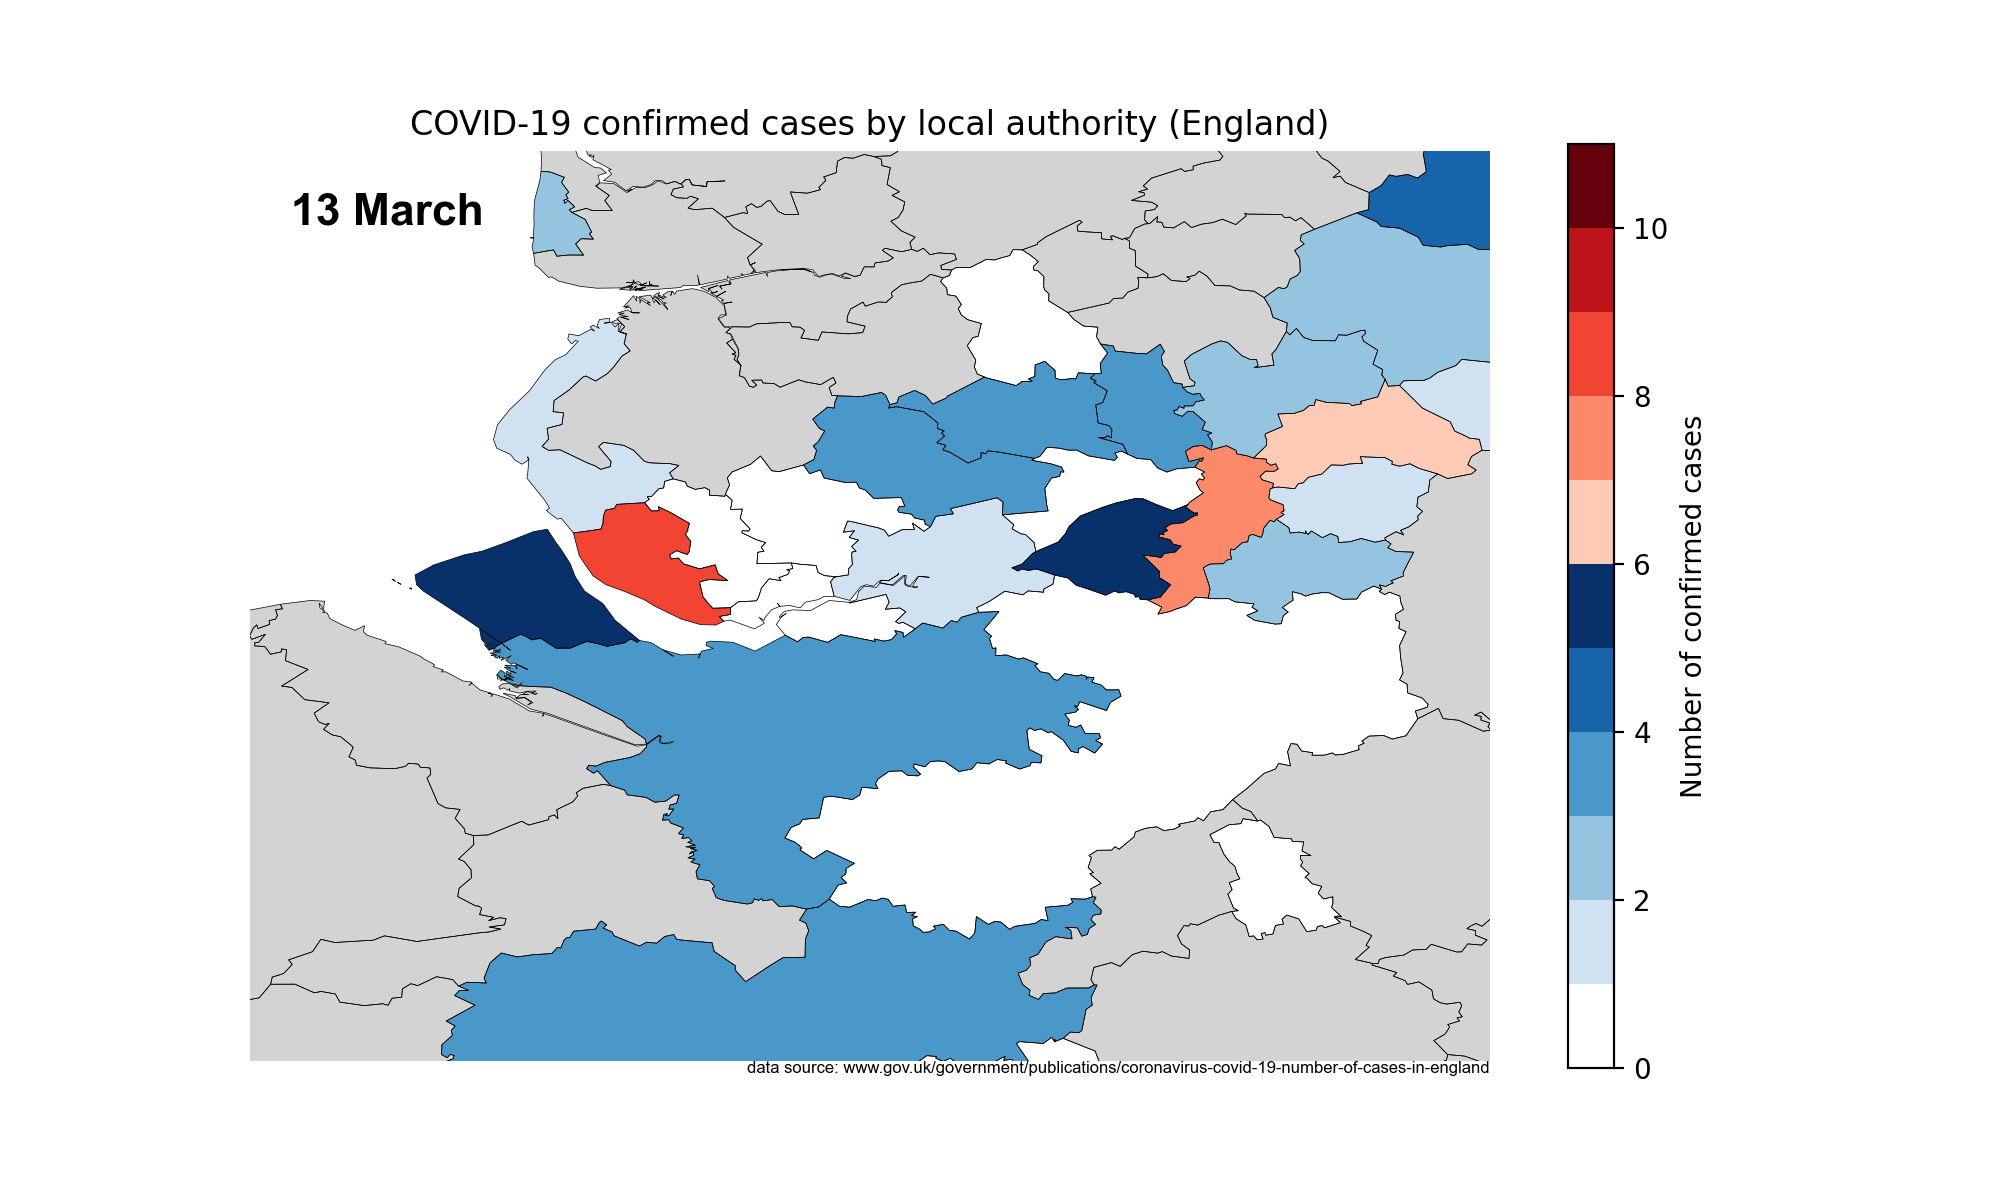 COVID-19 confirmed cases by local authority (England)
13 March
10
8
6
4
2
0
Number of confirmed cases
data source: www.gov.uk/government/publications/coronavirus-covid-19-number-of-cases-in-england